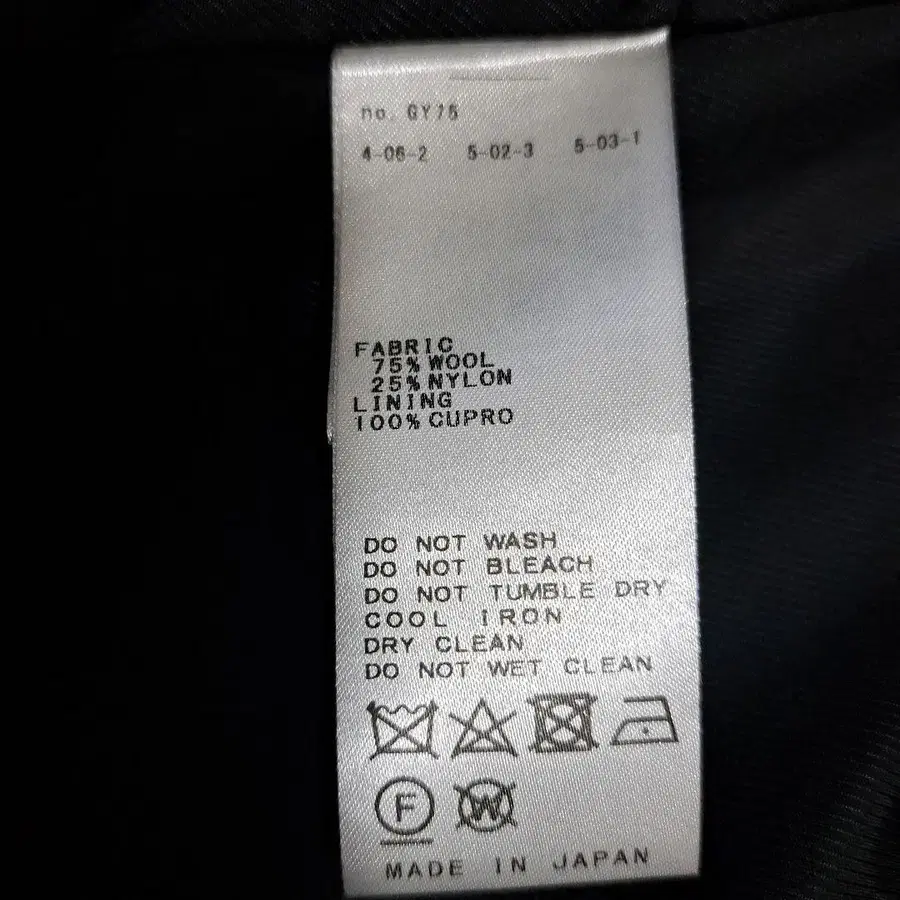 no. GY75
4-06-2 5-02-3 5-03-1
FABRIC
75% WOOL
25% NYLON
LINING
100% CUPRO
DO NOT WASH
DO NOT BLEACH
DO NOT TUMBLE DRY
COOL IRON
DRY CLEAN
DO NOT WET CLEAN
F W
MADE IN JAPAN